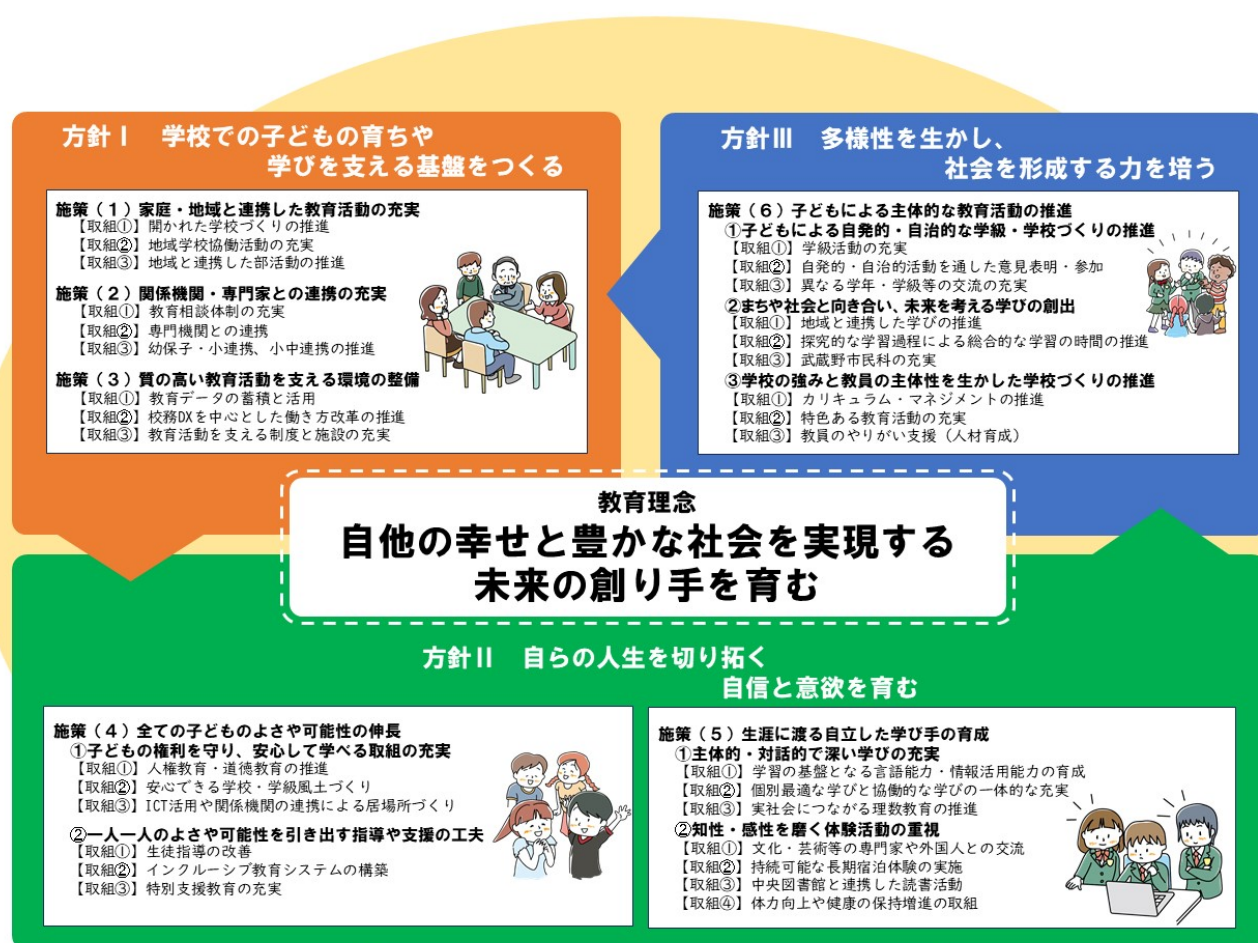 方針Ⅰ　学校での子どもの育ちや
学びを支える基盤をつくる
施策（１）家庭・地域と連携した教育活動の充実
【取組①】開かれた学校づくりの推進
【取組②】地域学校協働活動の充実
【取組③】地域と連携した部活動の推進
施策（２）関係機関・専門家との連携の充実
【取組①】教育相談体制の充実
【取組②】専門機関との連携
【取組③】幼保子・小連携、小中連携の推進
施策（３）質の高い教育活動を支える環境の整備
【取組①】教育データの蓄積と活用
【取組②】校務DXを中心とした働き方改革の推進
【取組③】教育活動を支える制度と施設の充実
方針Ⅲ　多様性を生かし、
社会を形成する力を培う
施策（６）子どもによる主体的な教育活動の推進
①子どもによる自発的・自治的な学級・学校づくりの推進
【取組①】学級活動の充実
【取組②】自発的・自治的活動を通した意見表明・参加
【取組③】異なる学年・学級等の交流の充実
②まちや社会と向き合い、未来を考える学びの創出
【取組①】地域と連携した学びの推進
【取組②】探究的な学習過程による総合的な学習の時間の推進
【取組③】武蔵野市民科の充実
③学校の強みと教員の主体性を生かした学校づくりの推進
【取組①】カリキュラム・マネジメントの推進
【取組②】特色ある教育活動の充実
【取組③】教員のやりがい支援（人材育成）
教育理念
自他の幸せと豊かな社会を実現する
未来の創り手を育む
方針Ⅱ　自らの人生を切り拓く
自信と意欲を育む
施策（４）全ての子どものよさや可能性の伸長
①子どもの権利を守り、安心して学べる取組の充実
【取組①】人権教育・道徳教育の推進
【取組②】安心できる学校・学級風土づくり
【取組③】ICT活用や関係機関の連携による居場所づくり
②一人一人のよさや可能性を引き出す指導や支援の工夫
【取組①】生徒指導の改善
【取組②】インクルーシブ教育システムの構築
【取組③】特別支援教育の充実
施策（５）生涯に渡る自立した学び手の育成
①主体的・対話的で深い学びの充実
【取組①】学習の基盤となる言語能力・情報活用能力の育成
【取組②】個別最適な学びと協働的な学びの一体的な充実
【取組③】実社会につながる理数教育の推進
②知性・感性を磨く体験活動の重視
【取組①】文化・芸術等の専門家や外国人との交流
【取組②】持続可能な長期宿泊体験の実施
【取組③】中央図書館と連携した読書活動
【取組④】体力向上や健康の保持増進の取組